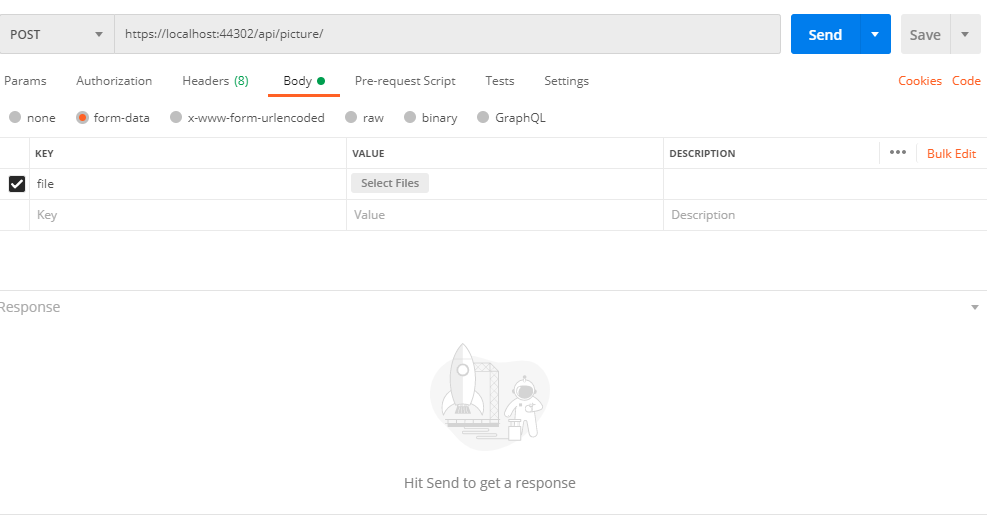 POST https://localhost:44302/api/picture/ Send Save
Params Authorization Headers (8) Body Pre-request Script Tests Settings Cookies Code
none form-data x-www-form-urlencoded raw binary GraphQL
KEY VALUE DESCRIPTION ••• Bulk Edit
file Select Files
Key Value Description
Response
Hit Send to get a response